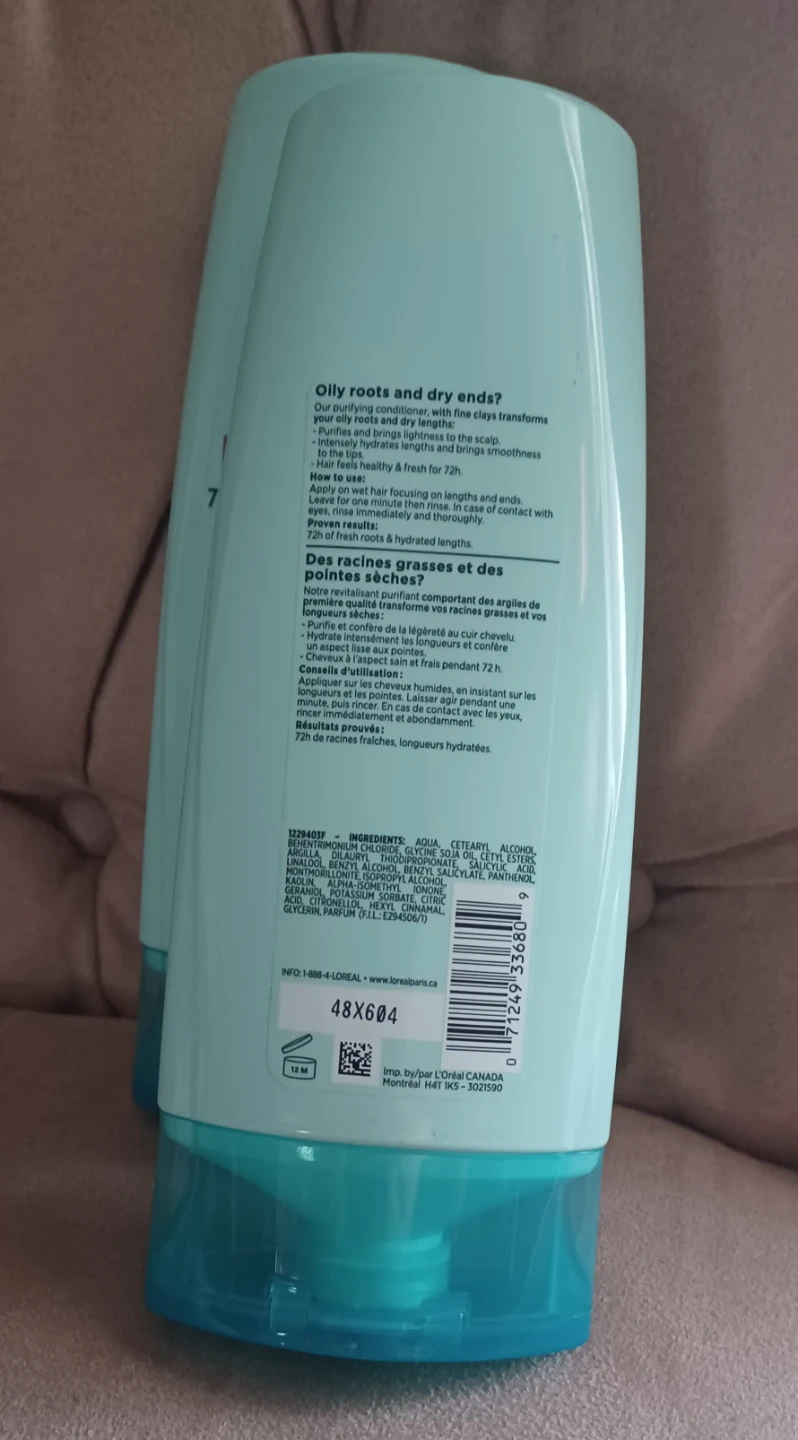 7
Oily roots and dry ends?
Our purifying conditioner, with fine clays transforms
your oily roots and dry lengths:
- Purifies and brings lightness to the scalp.
- Intensely hydrates lengths and brings smoothness
to the tips.
- Hair feels healthy & fresh for 72h.
How to use:
Apply on wet hair focusing on lengths and ends.
Leave for one minute then rinse. In case of contact with
eyes, rinse immediately and thoroughly.
Proven results:
72h of fresh roots & hydrated lengths.
Des racines grasses et des
pointes sèches?
Notre revitalisant purifiant comportant des argiles de
première qualité transforme vos racines grasses et vos
longueurs sèches :
- Purifie et confère de la légèreté au cuir chevelu.
- Hydrate intensément les longueurs et confère
un aspect lisse aux pointes.
- Cheveux à l'aspect sain et frais pendant 72 h.
Conseils d'utilisation :
Appliquer sur les cheveux humides, en insistant sur les
longueurs et les pointes. Laisser agir pendant une
minute, puis rincer. En cas de contact avec les yeux,
rincer immédiatement et abondamment.
Résultats prouvés :
72h de racines fraîches, longueurs hydratées.
1229403F - INGREDIENTS: AQUA, CETEARYL ALCOHOL,
BEHENTRIMONIUM CHLORIDE, GLYCINE SOJA OIL, CETYL ESTERS,
ARGILLA, DILAURYL THIODIPROPIONATE, SALICYLIC ACID,
LINALOOL, BENZYL ALCOHOL, BENZYL SALICYLATE, PANTHENOL,
MONTMORILLONITE, ISOPROPYL ALCOHOL,
KAOLIN, ALPHA-ISOMETHYL IONONE,
GERANIOL, POTASSIUM SORBATE, CITRIC
ACID, CITRONELLOL, HEXYL CINNAMAL,
GLYCERIN, PARFUM (F.I.L.: E294506/1)
INFO: 1-888-4-LOREAL • www.lorealparis.ca
48X604
0 71249 33680 9
12 M
Imp. by/par L'Oréal CANADA
Montréal H4T 1K5 - 3021590